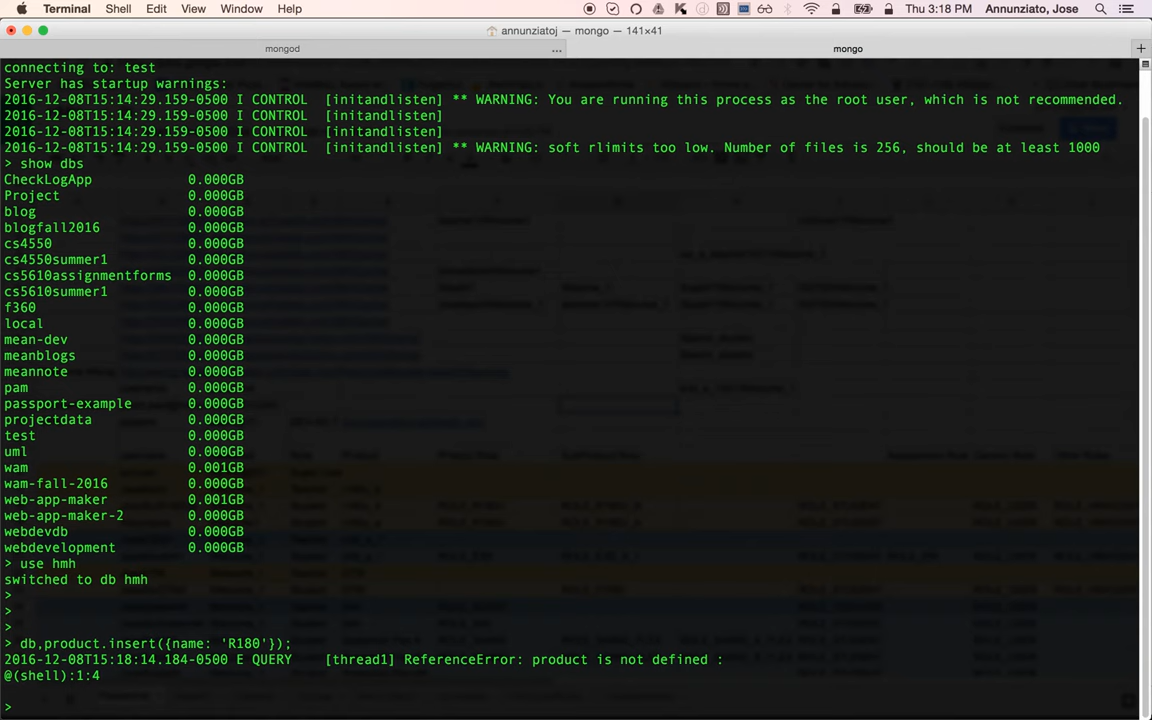 Terminal Shell Edit View Window Help Thu 3:18 PM Annunziato, Jose
annunziatoj — mongo — 141×41
mongod ... mongo
connecting to: test
Server has startup warnings:
2016-12-08T15:14:29.159-0500 I CONTROL [initandlisten] ** WARNING: You are running this process as the root user, which is not recommended.
2016-12-08T15:14:29.159-0500 I CONTROL [initandlisten]
2016-12-08T15:14:29.159-0500 I CONTROL [initandlisten]
2016-12-08T15:14:29.159-0500 I CONTROL [initandlisten] ** WARNING: soft rlimits too low. Number of files is 256, should be at least 1000
> show dbs
CheckLogApp 0.000GB
Project 0.000GB
blog 0.000GB
blogfall2016 0.000GB
cs4550 0.000GB
cs4550summer1 0.000GB
cs5610assignmentforms 0.000GB
cs5610summer1 0.000GB
f360 0.000GB
local 0.000GB
mean-dev 0.000GB
meanblogs 0.000GB
meannote 0.000GB
pam 0.000GB
passport-example 0.000GB
projectdata 0.000GB
test 0.000GB
uml 0.000GB
wam 0.001GB
wam-fall-2016 0.000GB
web-app-maker 0.001GB
web-app-maker-2 0.000GB
webdevdb 0.000GB
webdevelopment 0.000GB
> use hmh
switched to db hmh
>
>
>
> db,product.insert({name: 'R180'});
2016-12-08T15:18:14.184-0500 E QUERY [thread1] ReferenceError: product is not defined :
@(shell):1:4
>